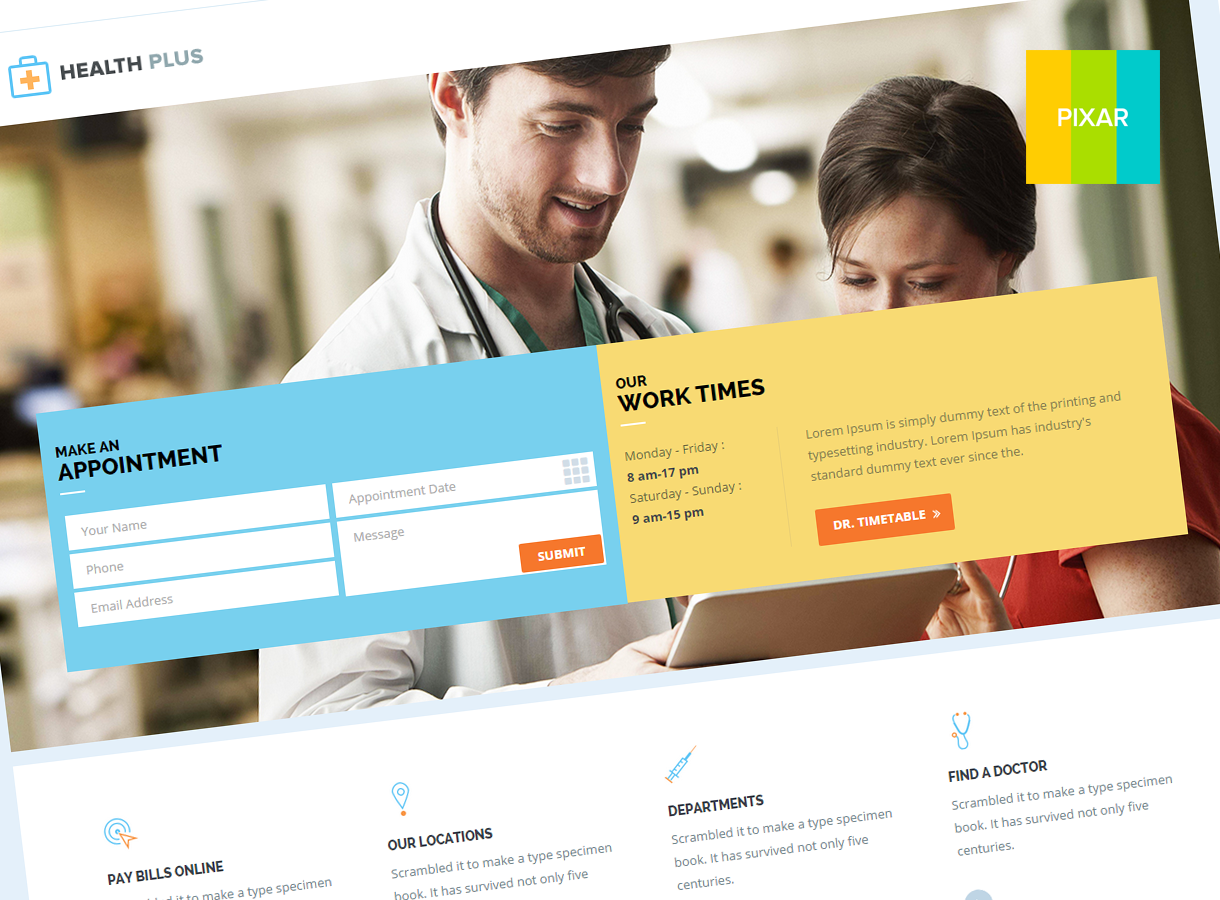 HEALTH PLUS
PIXAR
MAKE AN
APPOINTMENT
Your Name
Phone
Email Address
Appointment Date
Message
SUBMIT
OUR
WORK TIMES
Monday - Friday :
8 am-17 pm
Saturday - Sunday :
9 am-15 pm
Lorem Ipsum is simply dummy text of the printing and
typesetting industry. Lorem Ipsum has industry's
standard dummy text ever since the.
DR. TIMETABLE »
PAY BILLS ONLINE
it to make a type specimen
OUR LOCATIONS
Scrambled it to make a type specimen
book. It has survived not only five
DEPARTMENTS
Scrambled it to make a type specimen
book. It has survived not only five
centuries.
FIND A DOCTOR
Scrambled it to make a type specimen
book. It has survived not only five
centuries.